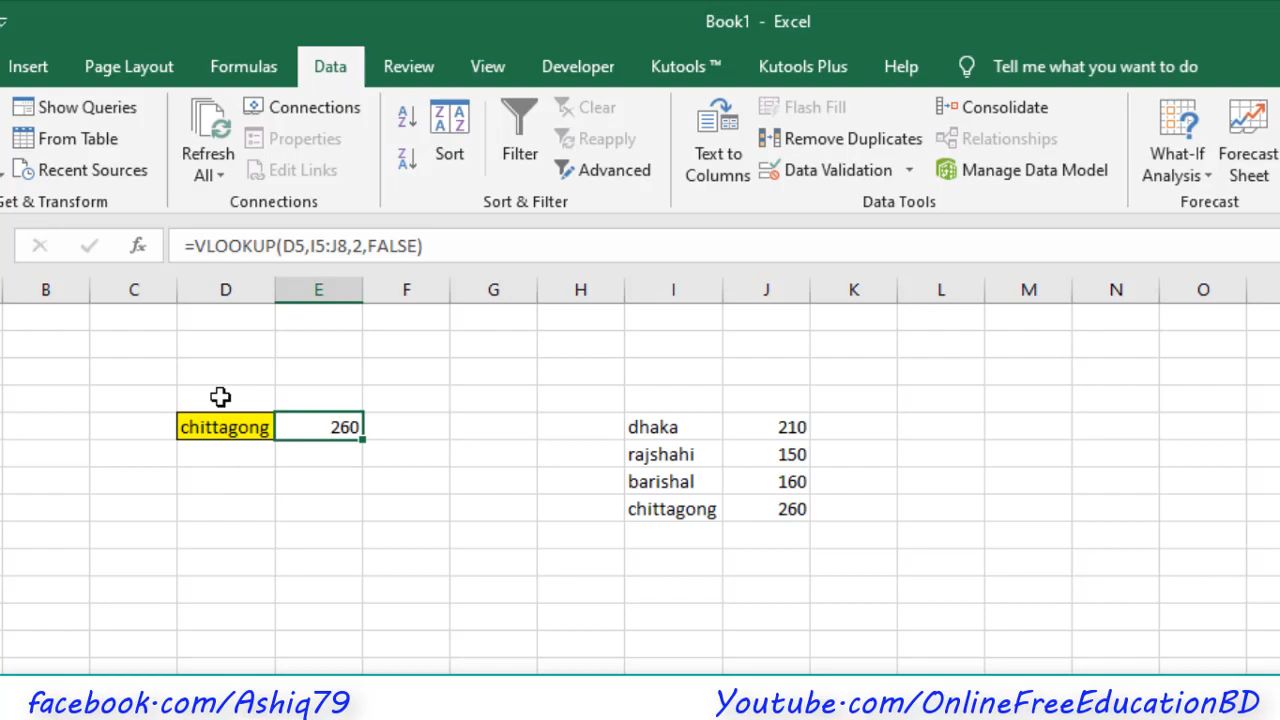 Book1 - Excel
Insert Page Layout Formulas Data Review View Developer Kutools ™ Kutools Plus Help Tell me what you want to do
Show Queries
From Table
Recent Sources
Get & Transform
Refresh
All
Connections
Properties
Edit Links
Connections
Sort
Filter
Clear
Reapply
Advanced
Sort & Filter
Text to
Columns
Flash Fill
Remove Duplicates
Data Validation
Consolidate
Relationships
Manage Data Model
Data Tools
What-If
Analysis
Forecast
Sheet
Forecast
fx =VLOOKUP(D5,I5:J8,2,FALSE)
B C D E F G H I J K L M N O
chittagong 260 dhaka 210
rajshahi 150
barishal 160
chittagong 260
facebook.com/Ashiq79 Youtube.com/OnlineFreeEducationBD